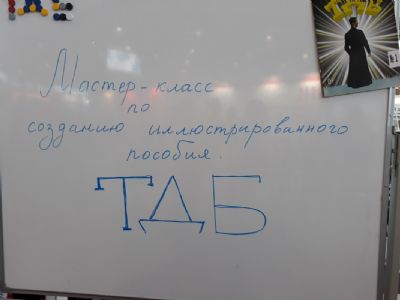 Мастер-класс
по
созданию иллюстрированного
пособия.
ТДБ